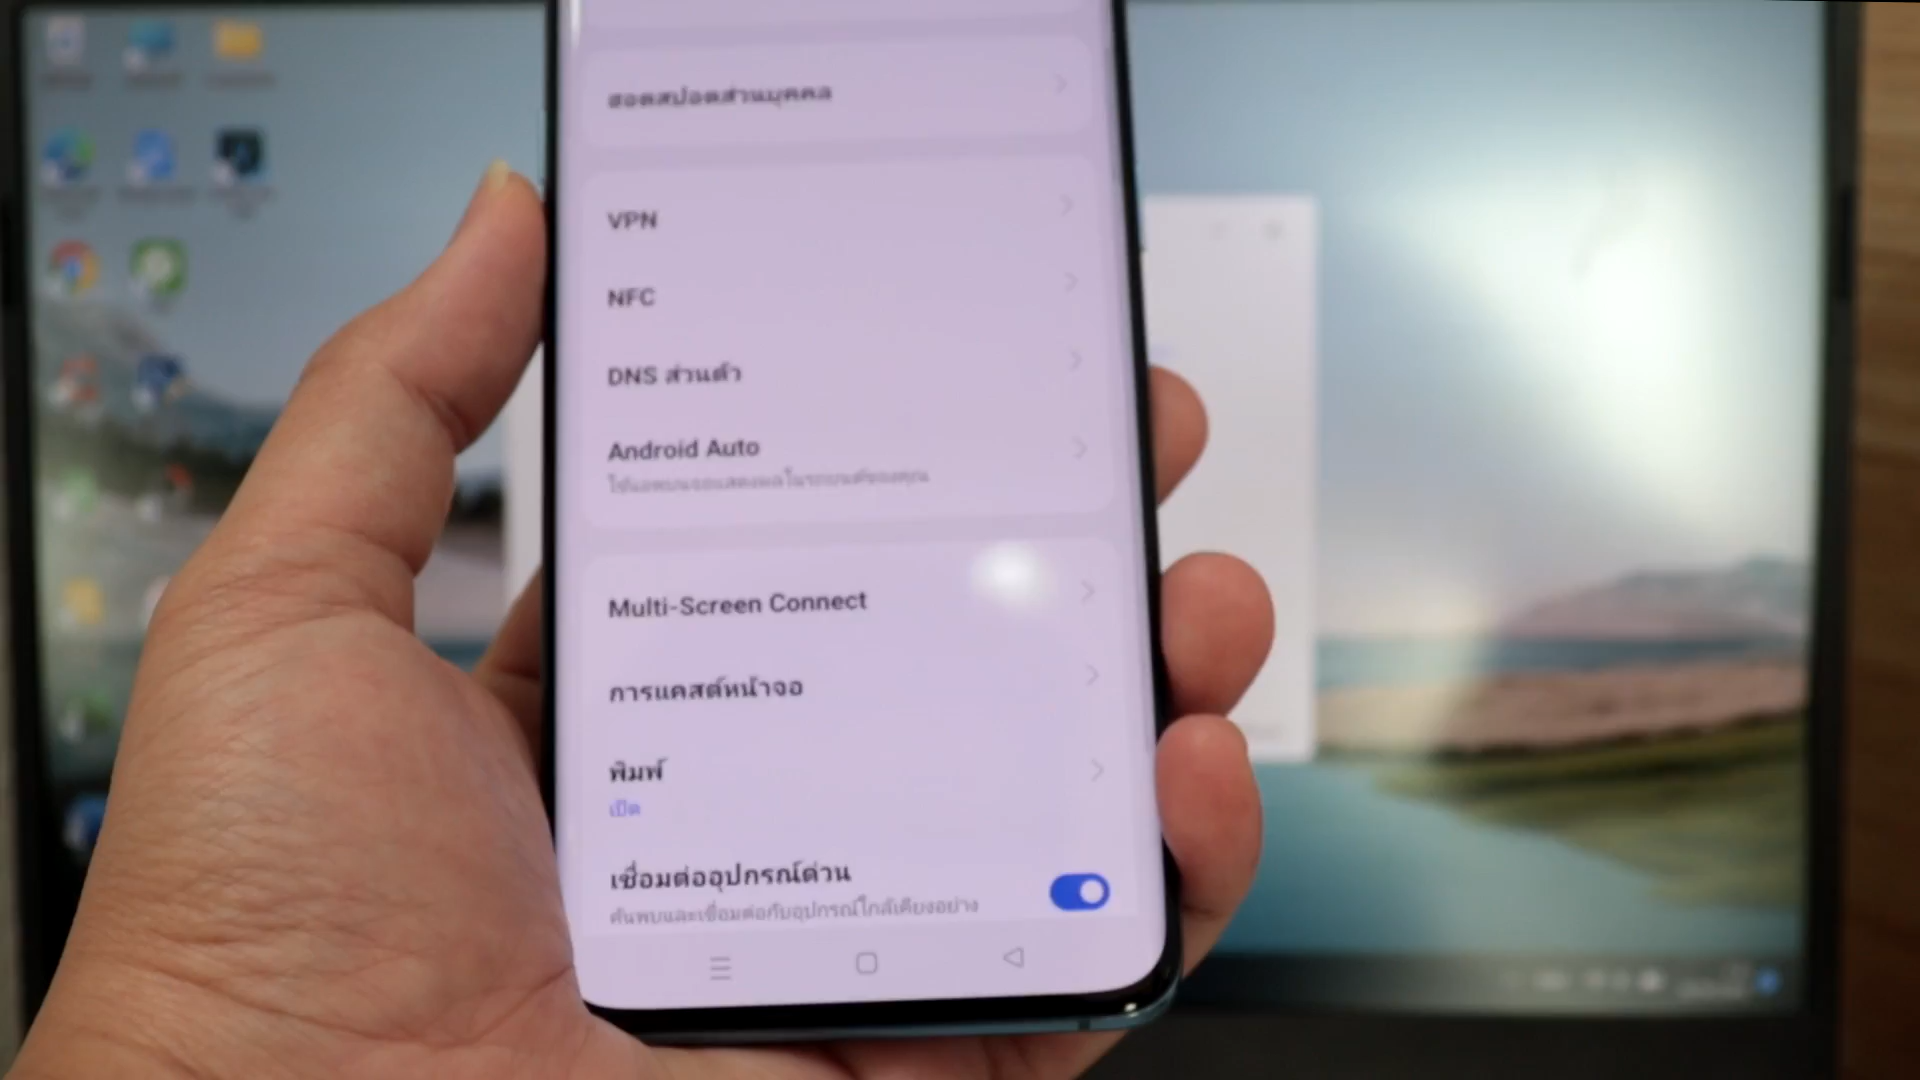 ฮอตสปอตส่วนบุคคล
VPN
NFC
DNS ส่วนตัว
Android Auto
ใช้แอพบนจอแสดงผลในรถยนต์ของคุณ
Multi-Screen Connect
การแคสต์หน้าจอ
พิมพ์
เปิด
เชื่อมต่ออุปกรณ์ด่วน
ค้นพบและเชื่อมต่อกับอุปกรณ์ใกล้เคียงอย่าง